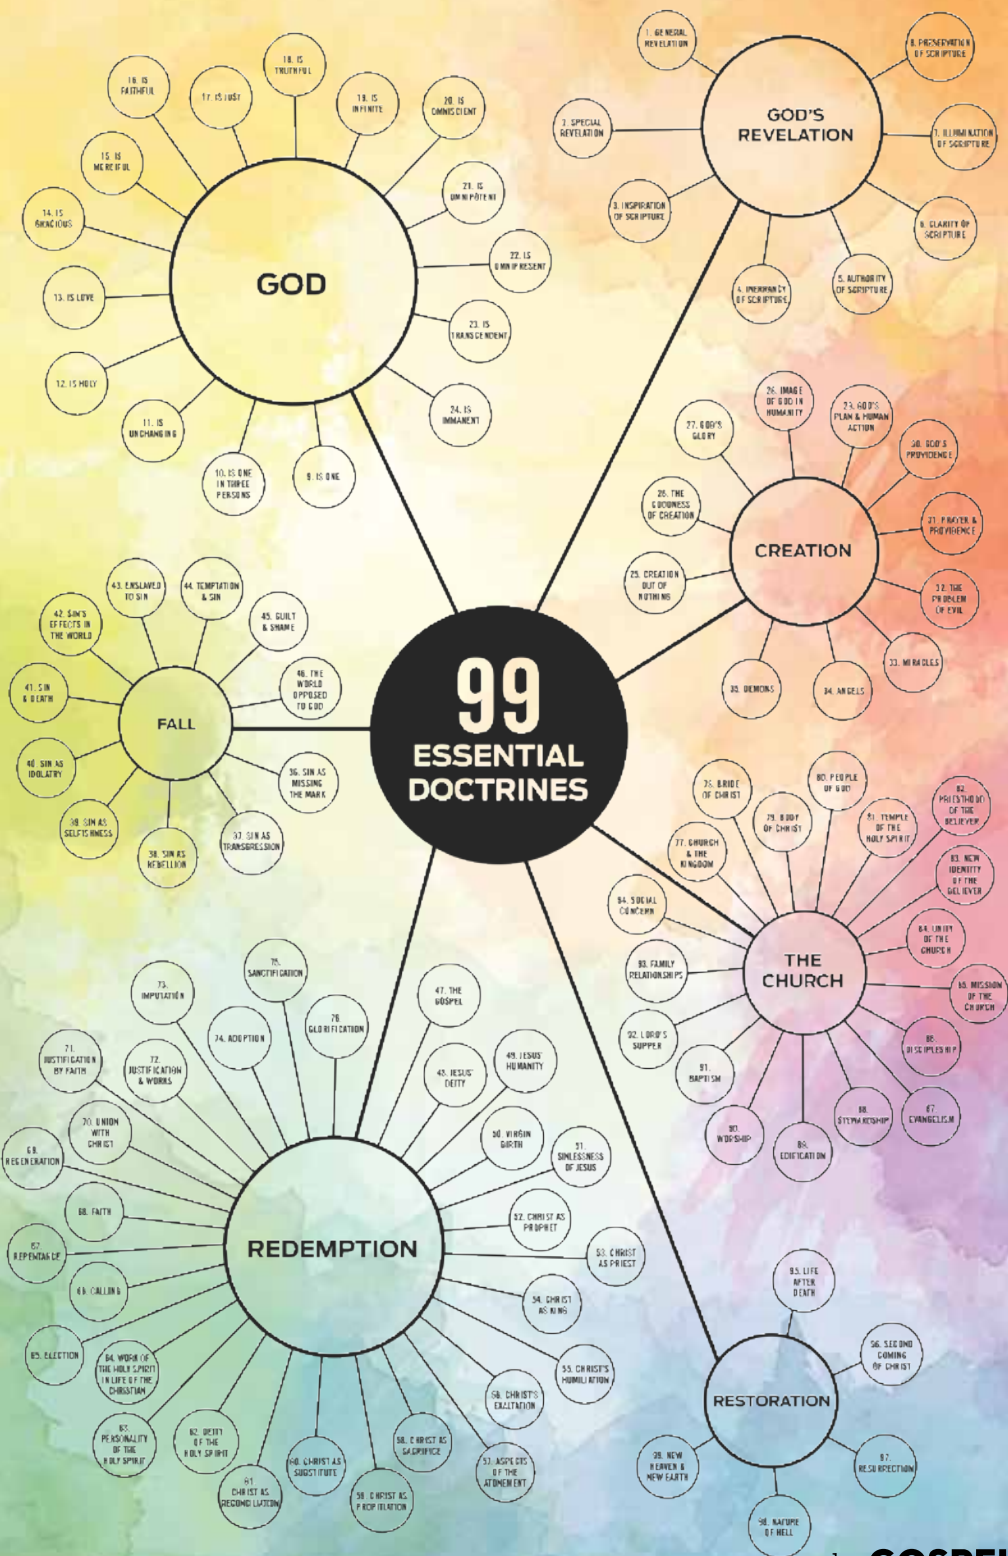 99
ESSENTIAL
DOCTRINES
GOD'S
REVELATION
1. GENERAL
REVELATION
2. SPECIAL
REVELATION
3. INSPIRATION
OF SCRIPTURE
4. INERRANCY
OF SCRIPTURE
5. AUTHORITY
OF SCRIPTURE
6. CLARITY OF
SCRIPTURE
7. ILLUMINATION
OF SCRIPTURE
8. PRESERVATION
OF SCRIPTURE
GOD
9. IS ONE
10. IS ONE
IN THREE
PERSONS
11. IS
UNCHANGING
12. IS HOLY
13. IS LOVE
14. IS
GRACIOUS
15. IS
MERCIFUL
16. IS
FAITHFUL
17. IS JUST
18. IS
TRUTHFUL
19. IS
INFINITE
20. IS
OMNISCIENT
21. IS
OMNIPOTENT
22. IS
OMNIPRESENT
23. IS
TRANSCENDENT
24. IS
IMMANENT
CREATION
25. CREATION
OUT OF
NOTHING
26. THE
GOODNESS
OF CREATION
27. GOD'S
GLORY
28. IMAGE
OF GOD IN
HUMANITY
29. GOD'S
PLAN & HUMAN
ACTION
30. GOD'S
PROVIDENCE
31. PRAYER &
PROVIDENCE
32. THE
PROBLEM
OF EVIL
33. MIRACLES
34. ANGELS
35. DEMONS
FALL
36. SIN AS
MISSING
THE MARK
37. SIN AS
TRANSGRESSION
38. SIN AS
REBELLION
39. SIN AS
SELFISHNESS
40. SIN AS
IDOLATRY
41. SIN
& DEATH
42. SIN'S
EFFECTS IN
THE WORLD
43. ENSLAVED
TO SIN
44. TEMPTATION
& SIN
45. GUILT
& SHAME
46. THE
WORLD
OPPOSED
TO GOD
REDEMPTION
47. THE
GOSPEL
48. JESUS'
DEITY
49. JESUS'
HUMANITY
50. VIRGIN
BIRTH
51.
SINLESSNESS
OF JESUS
52. CHRIST AS
PROPHET
53. CHRIST
AS PRIEST
54. CHRIST
AS KING
55. CHRIST'S
HUMILIATION
56. CHRIST'S
EXALTATION
57. ASPECTS
OF THE
ATONEMENT
58. CHRIST AS
SACRIFICE
59. CHRIST AS
PROPITIATION
60. CHRIST AS
SUBSTITUTE
61.
CHRIST AS
RECONCILIATION
62. DEITY
OF THE
HOLY SPIRIT
63.
PERSONALITY
OF THE
HOLY SPIRIT
64. WORK OF
THE HOLY SPIRIT
IN LIFE OF THE
CHRISTIAN
65. ELECTION
66. CALLING
67.
REPENTANCE
68. FAITH
69.
REGENERATION
70. UNION
WITH
CHRIST
71.
JUSTIFICATION
BY FAITH
72.
JUSTIFICATION
& WORKS
73.
IMPUTATION
74. ADOPTION
75.
SANCTIFICATION
76.
GLORIFICATION
THE
CHURCH
77. CHURCH
& THE
KINGDOM
78. BRIDE
OF CHRIST
79. BODY
OF CHRIST
80. PEOPLE
OF GOD
81. TEMPLE
OF THE
HOLY SPIRIT
82.
PRIESTHOOD
OF THE
BELIEVER
83. NEW
IDENTITY
OF THE
BELIEVER
84. UNITY
OF THE
CHURCH
85. MISSION
OF THE
CHURCH
86.
DISCIPLESHIP
87.
EVANGELISM
88.
STEWARDSHIP
89.
EDIFICATION
90.
WORSHIP
91.
BAPTISM
92. LORD'S
SUPPER
93. FAMILY
RELATIONSHIPS
94. SOCIAL
CONCERN
RESTORATION
95. LIFE
AFTER
DEATH
96. SECOND
COMING
OF CHRIST
97.
RESURRECTION
98. NATURE
OF HELL
99. NEW
HEAVEN &
NEW EARTH